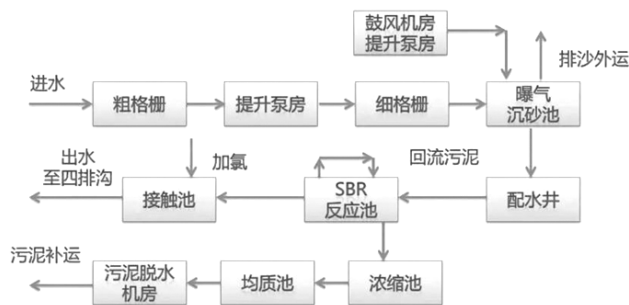 鼓风机房
提升泵房
排沙外运
进水
粗格栅
提升泵房
细格栅
曝气
沉砂池
出水
至四排沟
加氯
回流污泥
接触池
SBR
反应池
配水井
污泥补运
污泥脱水
机房
均质池
浓缩池